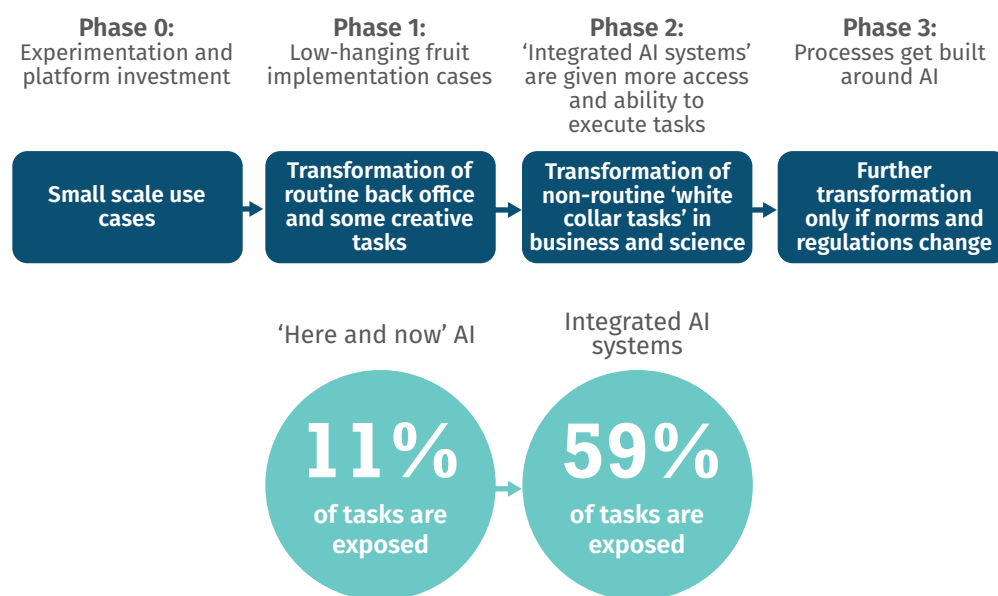 Phase 0:
Experimentation and
platform investment
Phase 1:
Low-hanging fruit
implementation cases
Phase 2:
‘Integrated AI systems’
are given more access
and ability to
execute tasks
Phase 3:
Processes get built
around AI
Small scale use
cases
Transformation of
routine back office
and some creative
tasks
Transformation of
non-routine ‘white
collar tasks’ in
business and science
Further
transformation
only if norms and
regulations change
‘Here and now’ AI
11%
of tasks are
exposed
Integrated AI
systems
59%
of tasks are
exposed